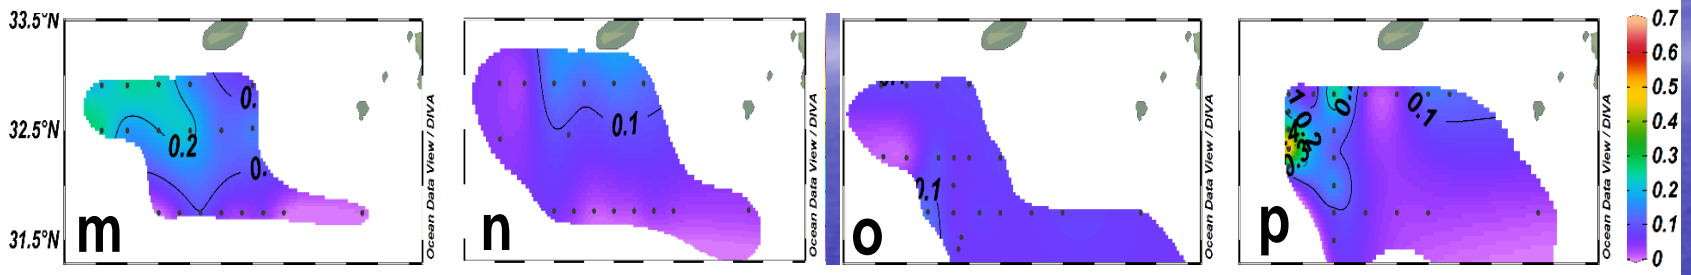 33.5°N
33°N
32.5°N
32°N
31.5°N
m
0.2
0.
0.
Ocean Data View / DIVA
n
0.1
Ocean Data View / DIVA
o
0.1
Ocean Data View / DIVA
p
0.1
Ocean Data View / DIVA
0.7
0.6
0.5
0.4
0.3
0.2
0.1
0